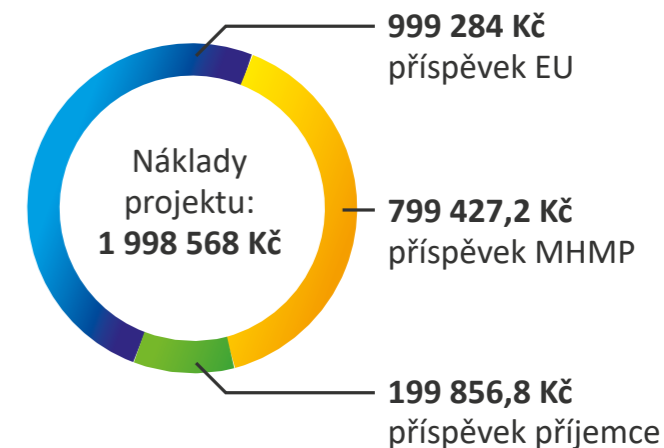 999 284 Kč
příspěvek EU
Náklady
projektu:
1 998 568 Kč
799 427,2 Kč
příspěvek MHMP
199 856,8 Kč
příspěvek příjemce